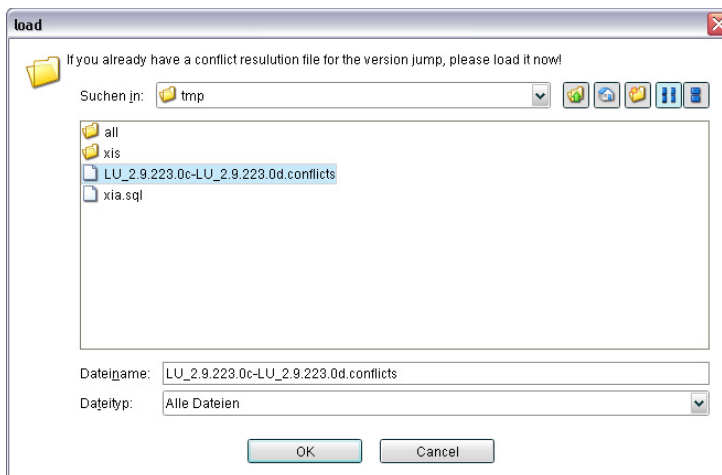 load
If you already have a conflict resulution file for the version jump, please load it now!
Suchen in: tmp
all
xis
LU_2.9.223.0c-LU_2.9.223.0d.conflicts
xia.sql
Dateiname: LU_2.9.223.0c-LU_2.9.223.0d.conflicts
Dateityp: Alle Dateien
OK Cancel